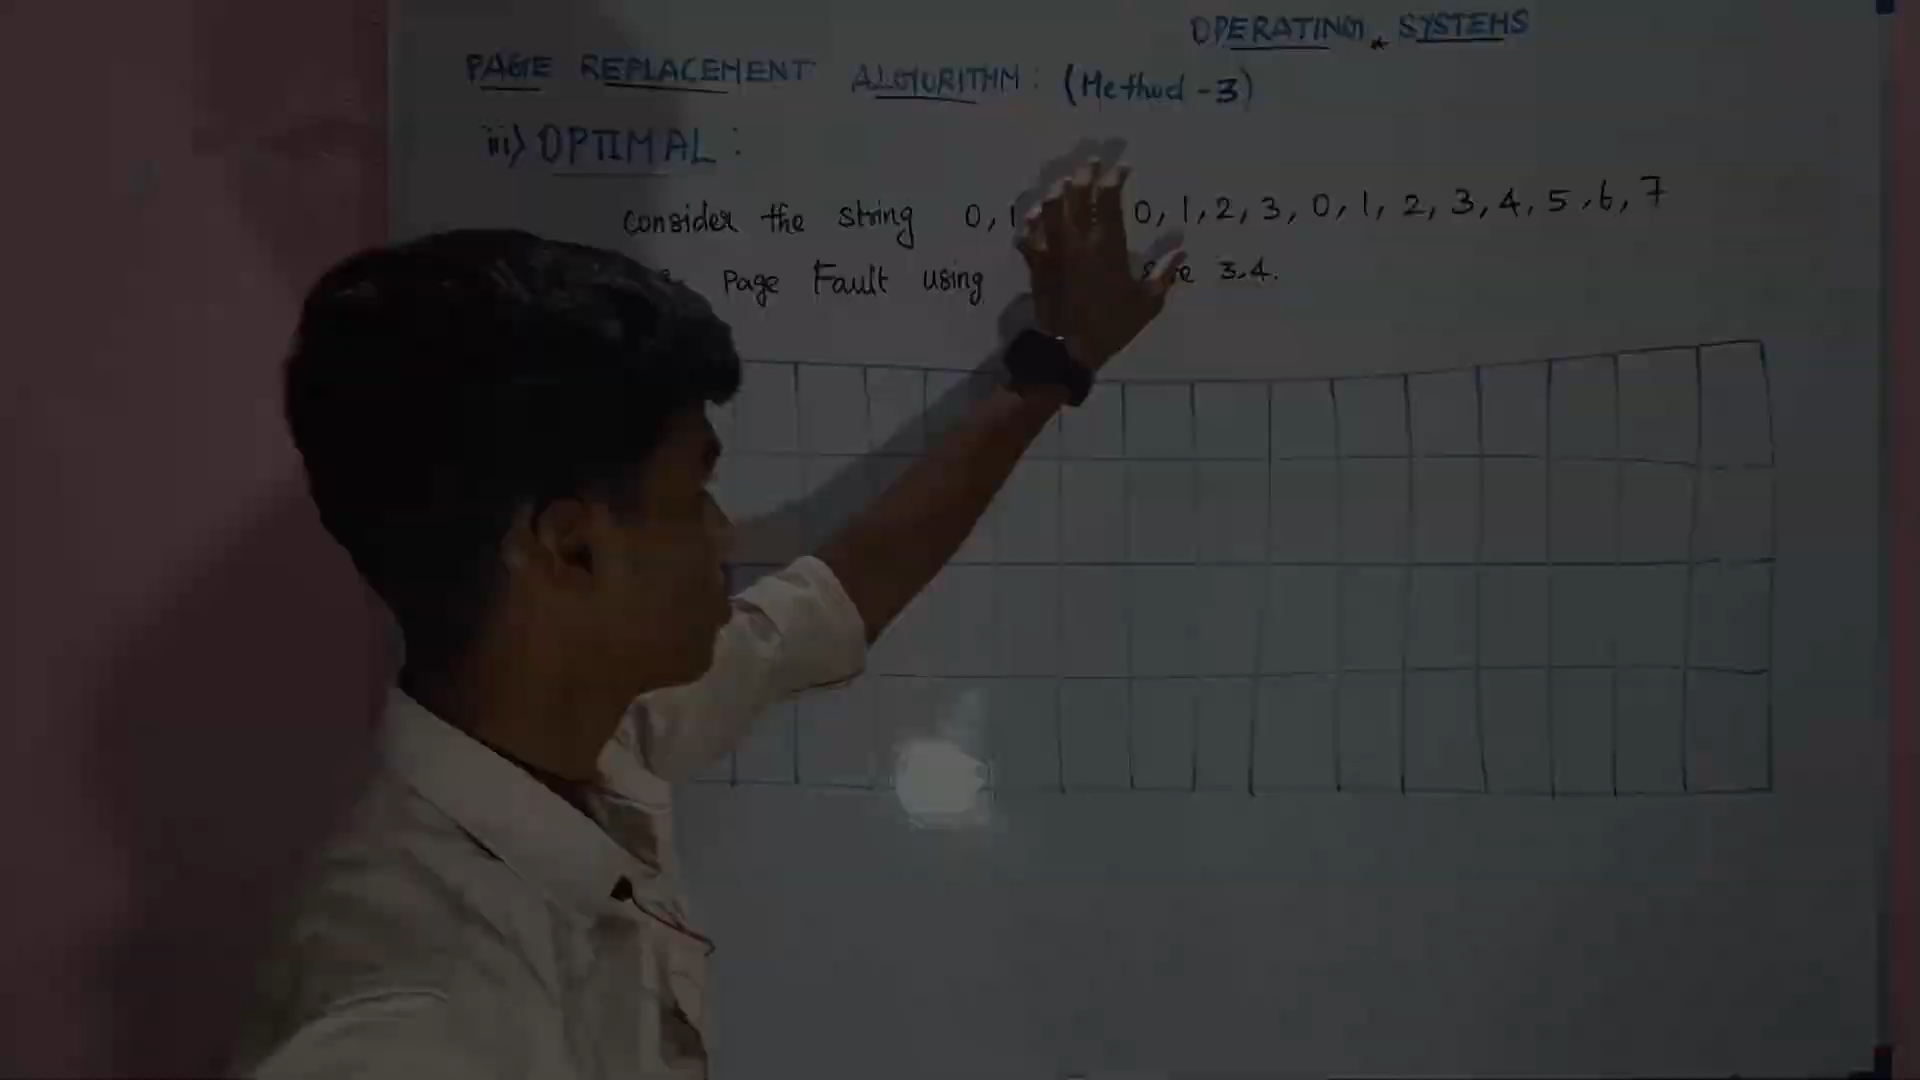 OPERATING SYSTEMS
PAGE REPLACEMENT ALGORITHM: (Method-3)
iii) OPTIMAL:
consider the string 0, 1 0, 1, 2, 3, 0, 1, 2, 3, 4, 5, 6, 7
Page Fault using 3,4.